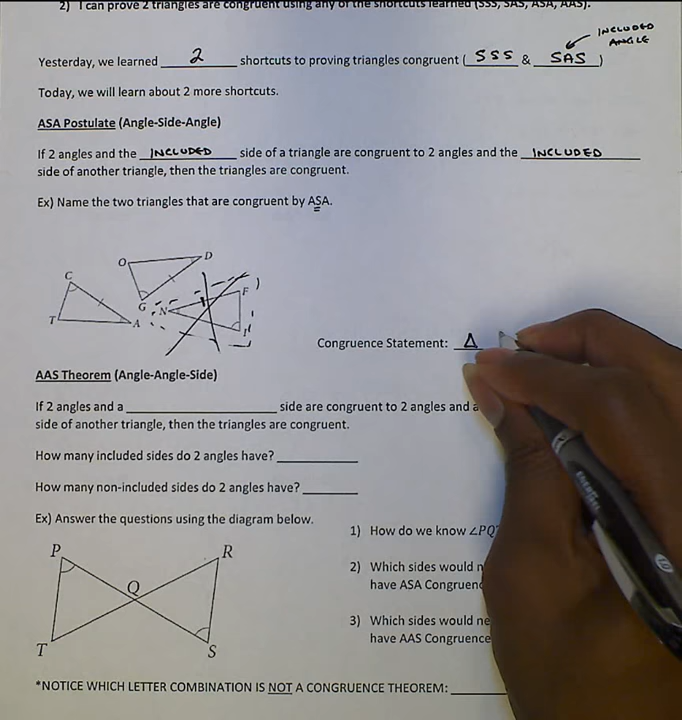 2) I can prove 2 triangles are congruent using any of the shortcuts learned (SSS, SAS, ASA, AAS).
INCLUDED
ANGLE
Yesterday, we learned 2 shortcuts to proving triangles congruent ( SSS & SAS )
Today, we will learn about 2 more shortcuts.
ASA Postulate (Angle-Side-Angle)
If 2 angles and the INCLUDED side of a triangle are congruent to 2 angles and the INCLUDED
side of another triangle, then the triangles are congruent.
Ex) Name the two triangles that are congruent by ASA.
O D
C
G N F
T A
Congruence Statement: Δ
AAS Theorem (Angle-Angle-Side)
If 2 angles and a ____ side are congruent to 2 angles and a
side of another triangle, then the triangles are congruent.
How many included sides do 2 angles have? ____
How many non-included sides do 2 angles have? ____
Ex) Answer the questions using the diagram below.
1) How do we know ∠PQ
P R
2) Which sides would
have ASA
Q
3) Which sides would
have AAS Congruence
T S
*NOTICE WHICH LETTER COMBINATION IS NOT A CONGRUENCE THEOREM: ____